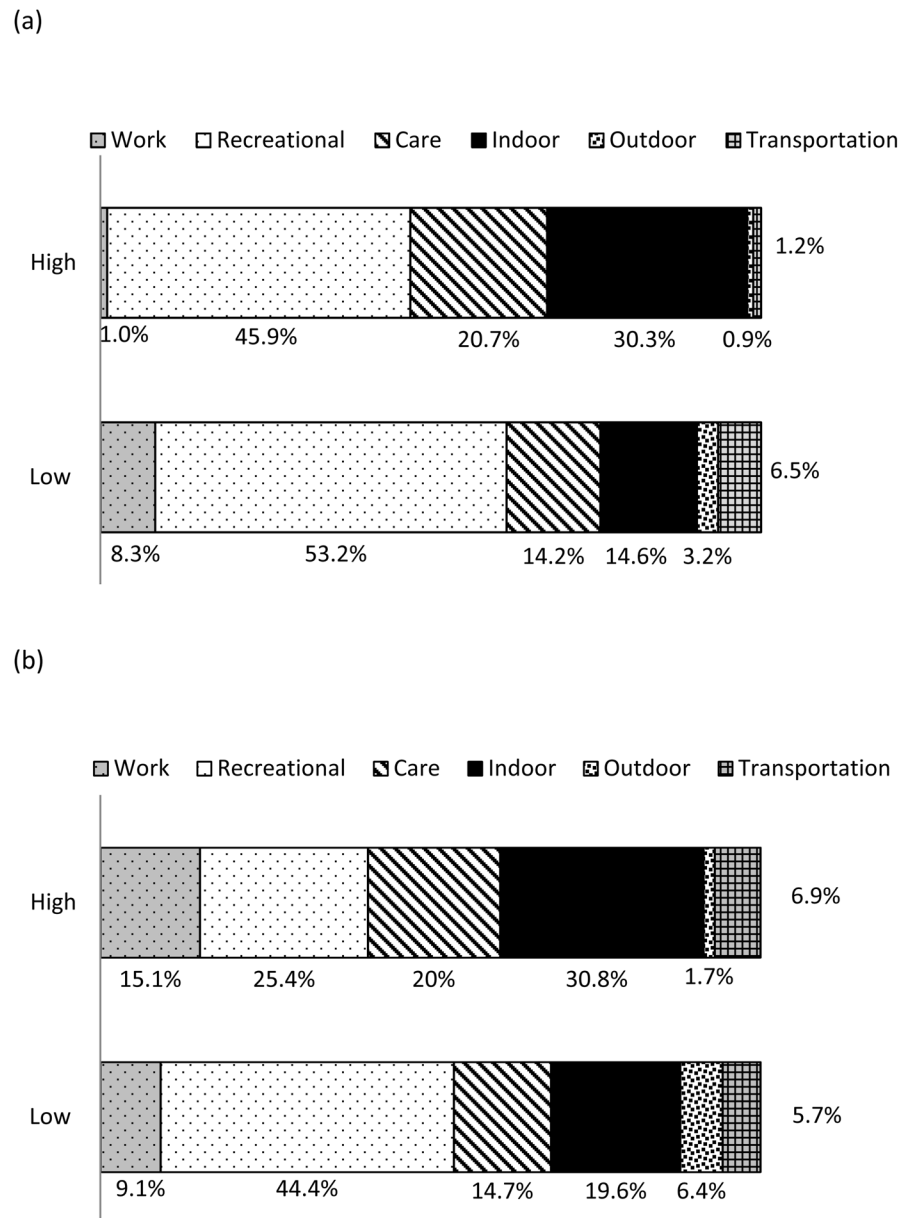 (a)
Work Recreational Care Indoor Outdoor Transportation
High
1.2%
1.0% 45.9% 20.7% 30.3% 0.9%
Low
6.5%
8.3% 53.2% 14.2% 14.6% 3.2%
(b)
Work Recreational Care Indoor Outdoor Transportation
High
6.9%
15.1% 25.4% 20% 30.8% 1.7%
Low
5.7%
9.1% 44.4% 14.7% 19.6% 6.4%